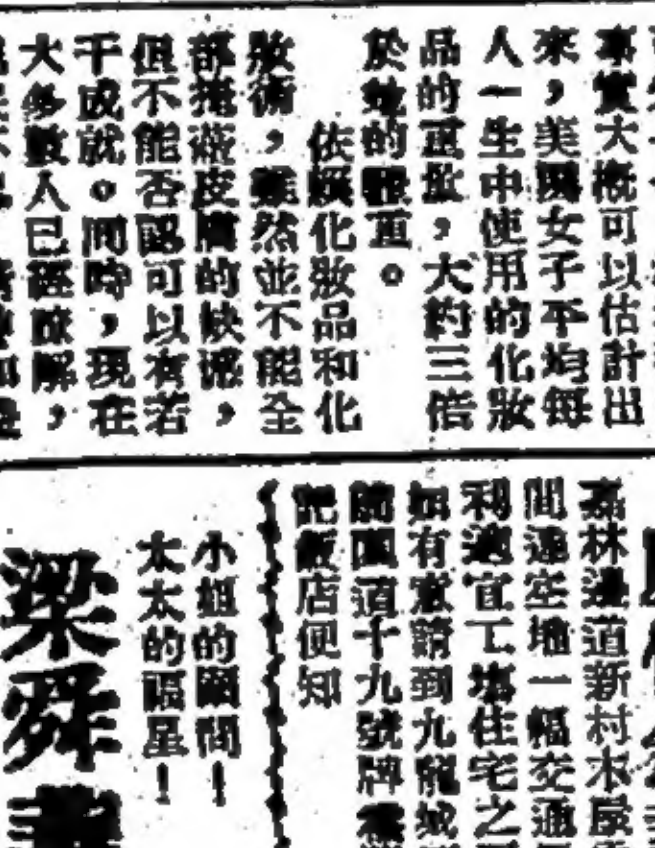 事實大概可以估計出
來，美國女子平均每
人一生中使用的化妝
品的重放，大約三倍
於她的體重。
依賴化妝品和化
妝術，雖然並不能全
部掩蔽皮膚的缺憾，
但不能否認可以有若
干成就。同時，現在
大多數人已經瞭解，
嘉林邊道新村木屋
間連空地一幅交通
利適宜工塲住宅之
如有意請到九龍城
國道十九號牌
記飯店便知
小姐的顧問！
太太的福星！
梁舜